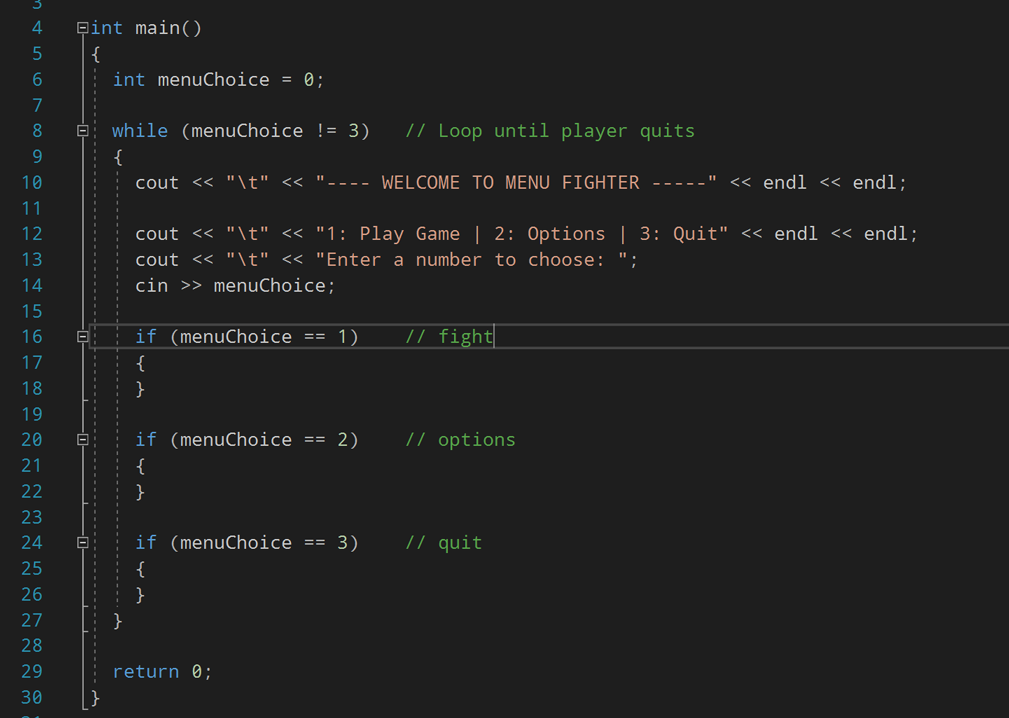 3
4 int main()
5 {
6 int menuChoice = 0;
7
8 while (menuChoice != 3) // Loop until player quits
9 {
10 cout << "\t" << "---- WELCOME TO MENU FIGHTER -----" << endl << endl;
11
12 cout << "\t" << "1: Play Game | 2: Options | 3: Quit" << endl << endl;
13 cout << "\t" << "Enter a number to choose: ";
14 cin >> menuChoice;
15
16 if (menuChoice == 1) // fight
17 {
18 }
19
20 if (menuChoice == 2) // options
21 {
22 }
23
24 if (menuChoice == 3) // quit
25 {
26 }
27 }
28
29 return 0;
30 }